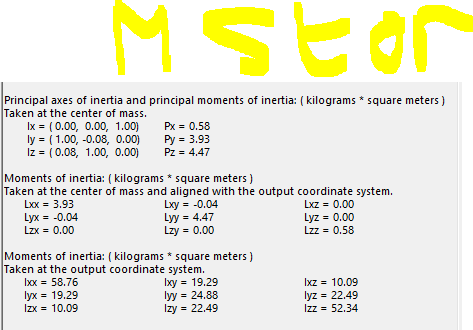 M Stor
Principal axes of inertia and principal moments of inertia: ( kilograms * square meters )
Taken at the center of mass.
Ix = ( 0.00, 0.00, 1.00) Px = 0.58
Iy = ( 1.00, -0.08, 0.00) Py = 3.93
Iz = ( 0.08, 1.00, 0.00) Pz = 4.47
Moments of inertia: ( kilograms * square meters )
Taken at the center of mass and aligned with the output coordinate system.
Lxx = 3.93 Lxy = -0.04 Lxz = 0.00
Lyx = -0.04 Lyy = 4.47 Lyz = 0.00
Lzx = 0.00 Lzy = 0.00 Lzz = 0.58
Moments of inertia: ( kilograms * square meters )
Taken at the output coordinate system.
Ixx = 58.76 Ixy = 19.29 Ixz = 10.09
Iyx = 19.29 Iyy = 24.88 Iyz = 22.49
Izx = 10.09 Izy = 22.49 Izz = 52.34